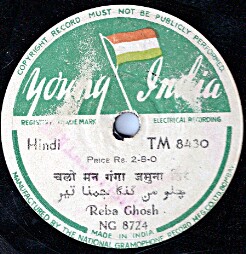 COPYRIGHT RECORD MUST NOT BE PUBLICLY PERFORMED
Young India
REGISTERED TRADE MARK
ELECTRICAL RECORDING
Hindi
TM 8430
PRICE RS. 2-8-0
चलो मन गंगा जमुना तिरे
چلو من گنگا جمنا تیر
Reba Ghosh
NG 8724
MADE IN INDIA
MANUFACTURED BY THE NATIONAL GRAMOPHONE RECORD MFG. CO. LTD. BOMBAY